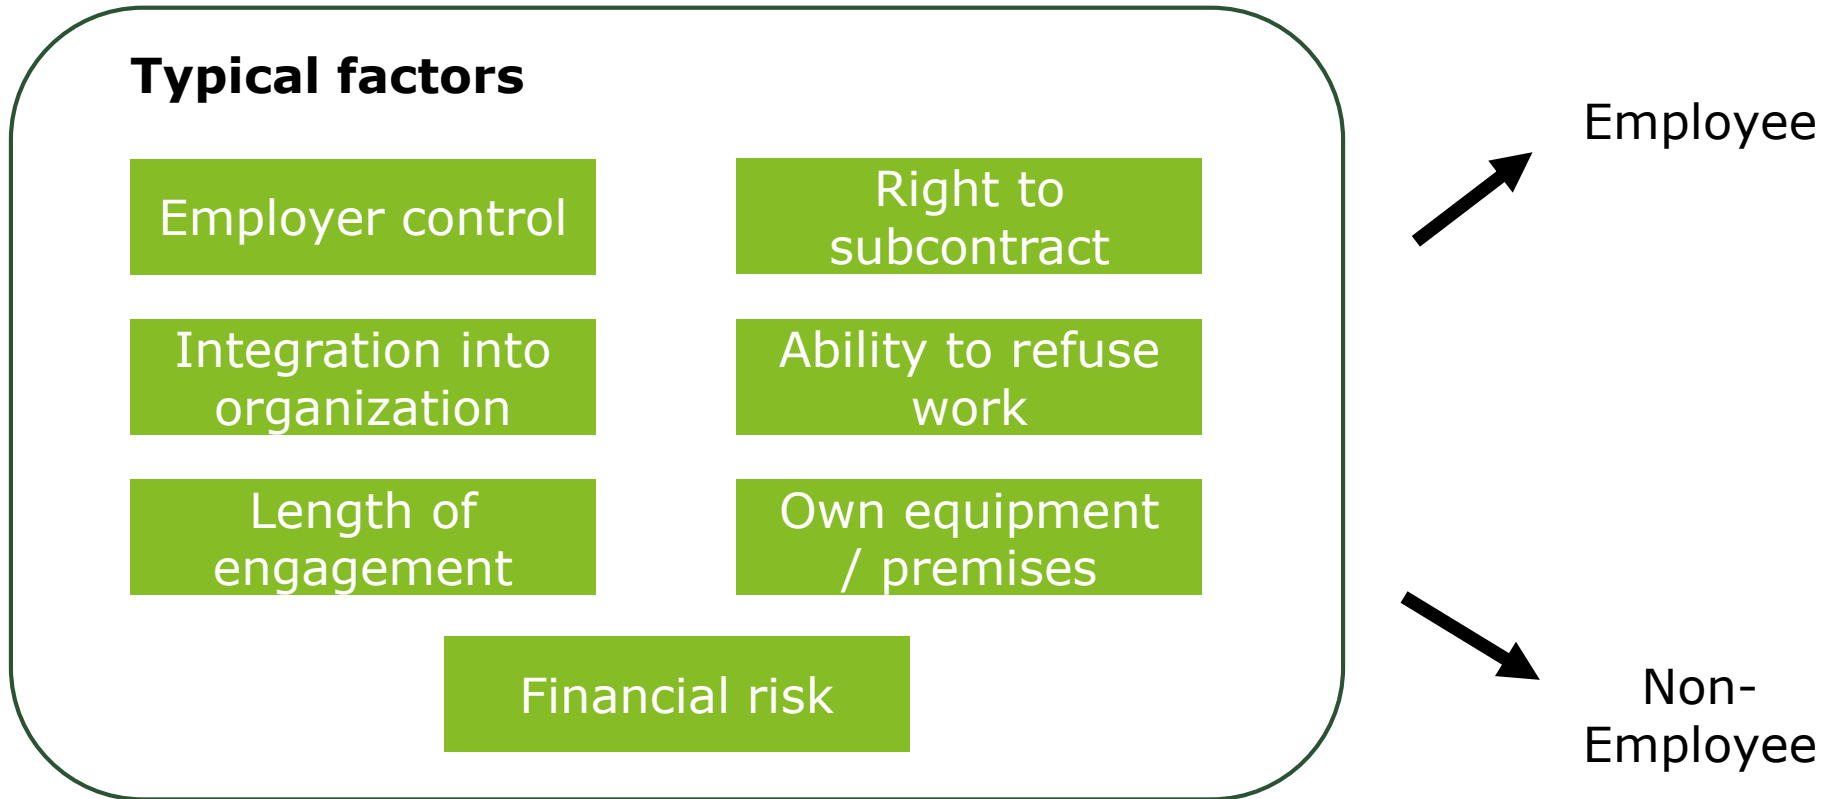 Typical factors
Employer control
Right to
subcontract
Integration into
organization
Ability to refuse
work
Length of
engagement
Own equipment
/ premises
Financial risk
Employee
Non-
Employee